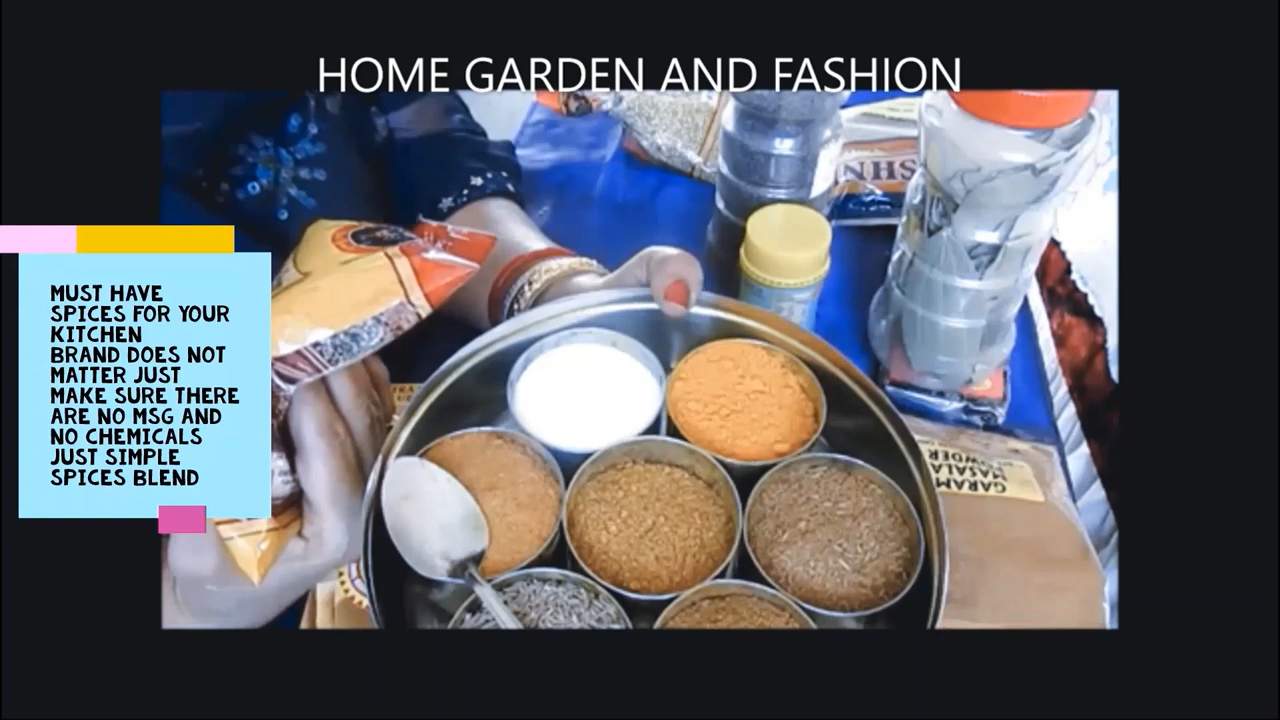 HOME GARDEN AND FASHION
MUST HAVE
SPICES FOR YOUR
KITCHEN
BRAND DOES NOT
MATTER JUST
MAKE SURE THERE
ARE NO MSG AND
NO CHEMICALS
JUST SIMPLE
SPICES BLEND
GARAM
MASALA
POWDER